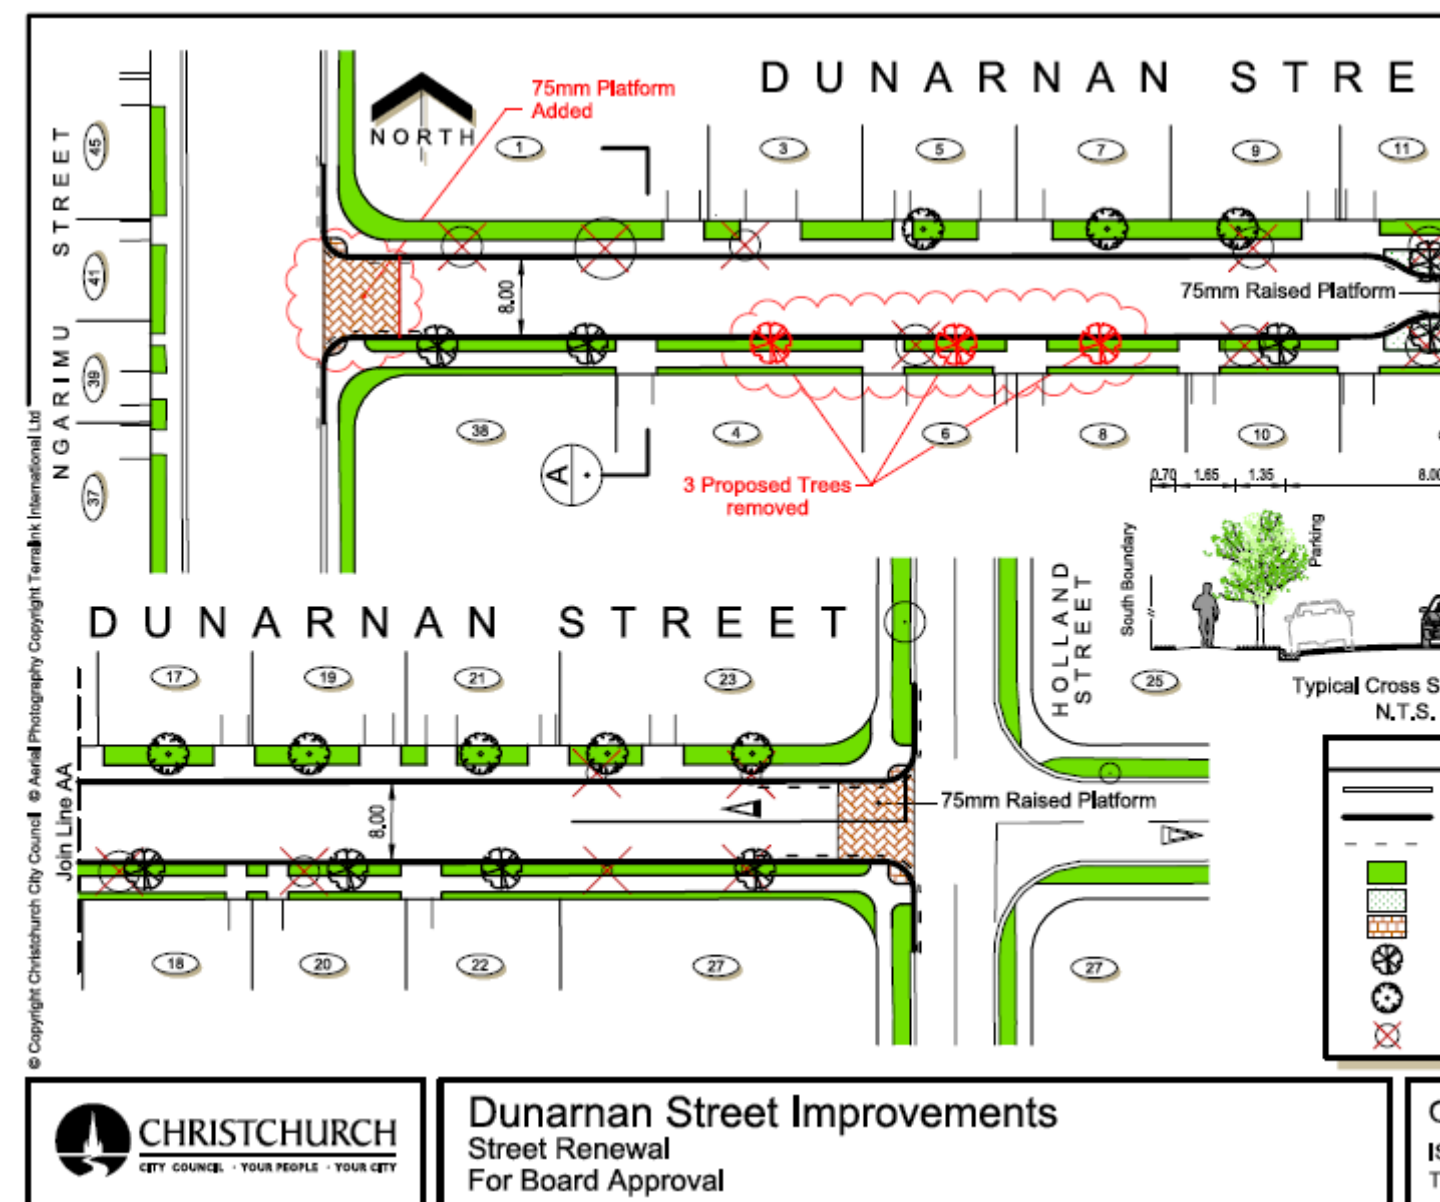 DUNARNAN STRE
75mm Platform
Added
NORTH
NGARIMU STREET
45
41
39
37
1
3
5
7
9
11
8.00
75mm Raised Platform
38
4
6
8
10
A
3 Proposed Trees
removed
0.70 1.65 1.35 8.00
South Boundary
Parking
Typical Cross S
N.T.S.
DUNARNAN STREET
HOLLAND
STREET
17
19
21
23
25
Join Line AA
8.00
75mm Raised Platform
18
20
22
27
27
© Copyright Christchurch City Council © Aerial Photography Copyright Terralink International Ltd
CHRISTCHURCH
CITY COUNCIL · YOUR PEOPLE · YOUR CITY
Dunarnan Street Improvements
Street Renewal
For Board Approval